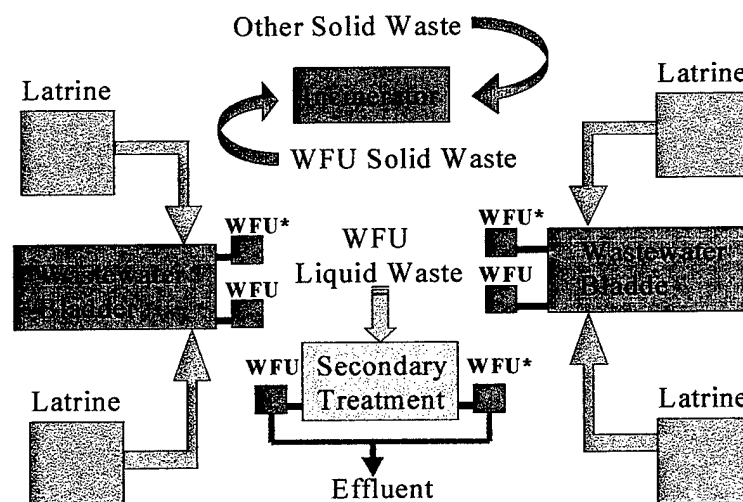 Other Solid Waste
Latrine
Latrine
Incinerator
WFU Solid Waste
WFU*
WFU*
WFU
Liquid Waste
Wastewater
Bladder
WFU
WFU
Wastewater
Bladde
WFU
Secondary
Treatment
WFU*
Latrine
Latrine
Effluent